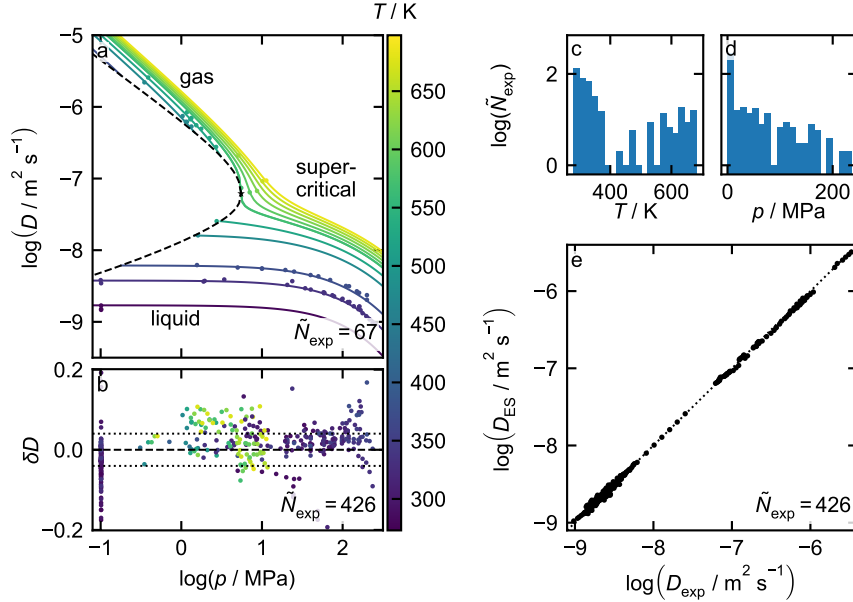 T / K
−5
−6
−7
−8
−9
log(D / m² s⁻¹)
a
gas
super-
critical
liquid
Ñexp = 67
650
600
550
500
450
400
350
300
0.2
0.0
−0.2
δD
b
Ñexp = 426
−1
0
1
2
log(p / MPa)
c
2
0
log(Ñexp)
400
600
T / K
d
0
200
p / MPa
e
−6
−7
−8
−9
log(DES / m² s⁻¹)
Ñexp = 426
−9
−8
−7
−6
log(Dexp / m² s⁻¹)